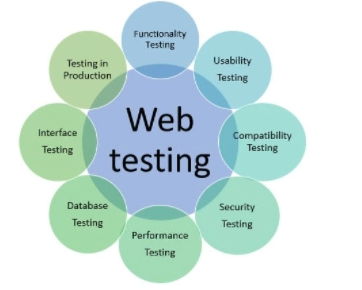 Functionality
Testing
Usability
Testing
Compatibility
Testing
Security
Testing
Performance
Testing
Database
Testing
Interface
Testing
Testing in
Production
Web
testing